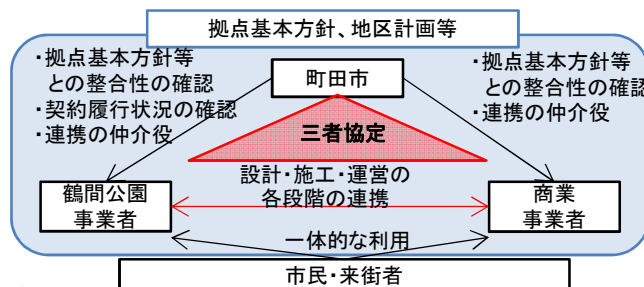 拠点基本方針、地区計画等
・拠点基本方針等
との整合性の確認
・契約履行状況の確認
・連携の仲介役
町田市
・拠点基本方針等
との整合性の確認
・連携の仲介役
三者協定
設計・施工・運営の
各段階の連携
鶴間公園
事業者
商業
事業者
一体的な利用
市民・来街者